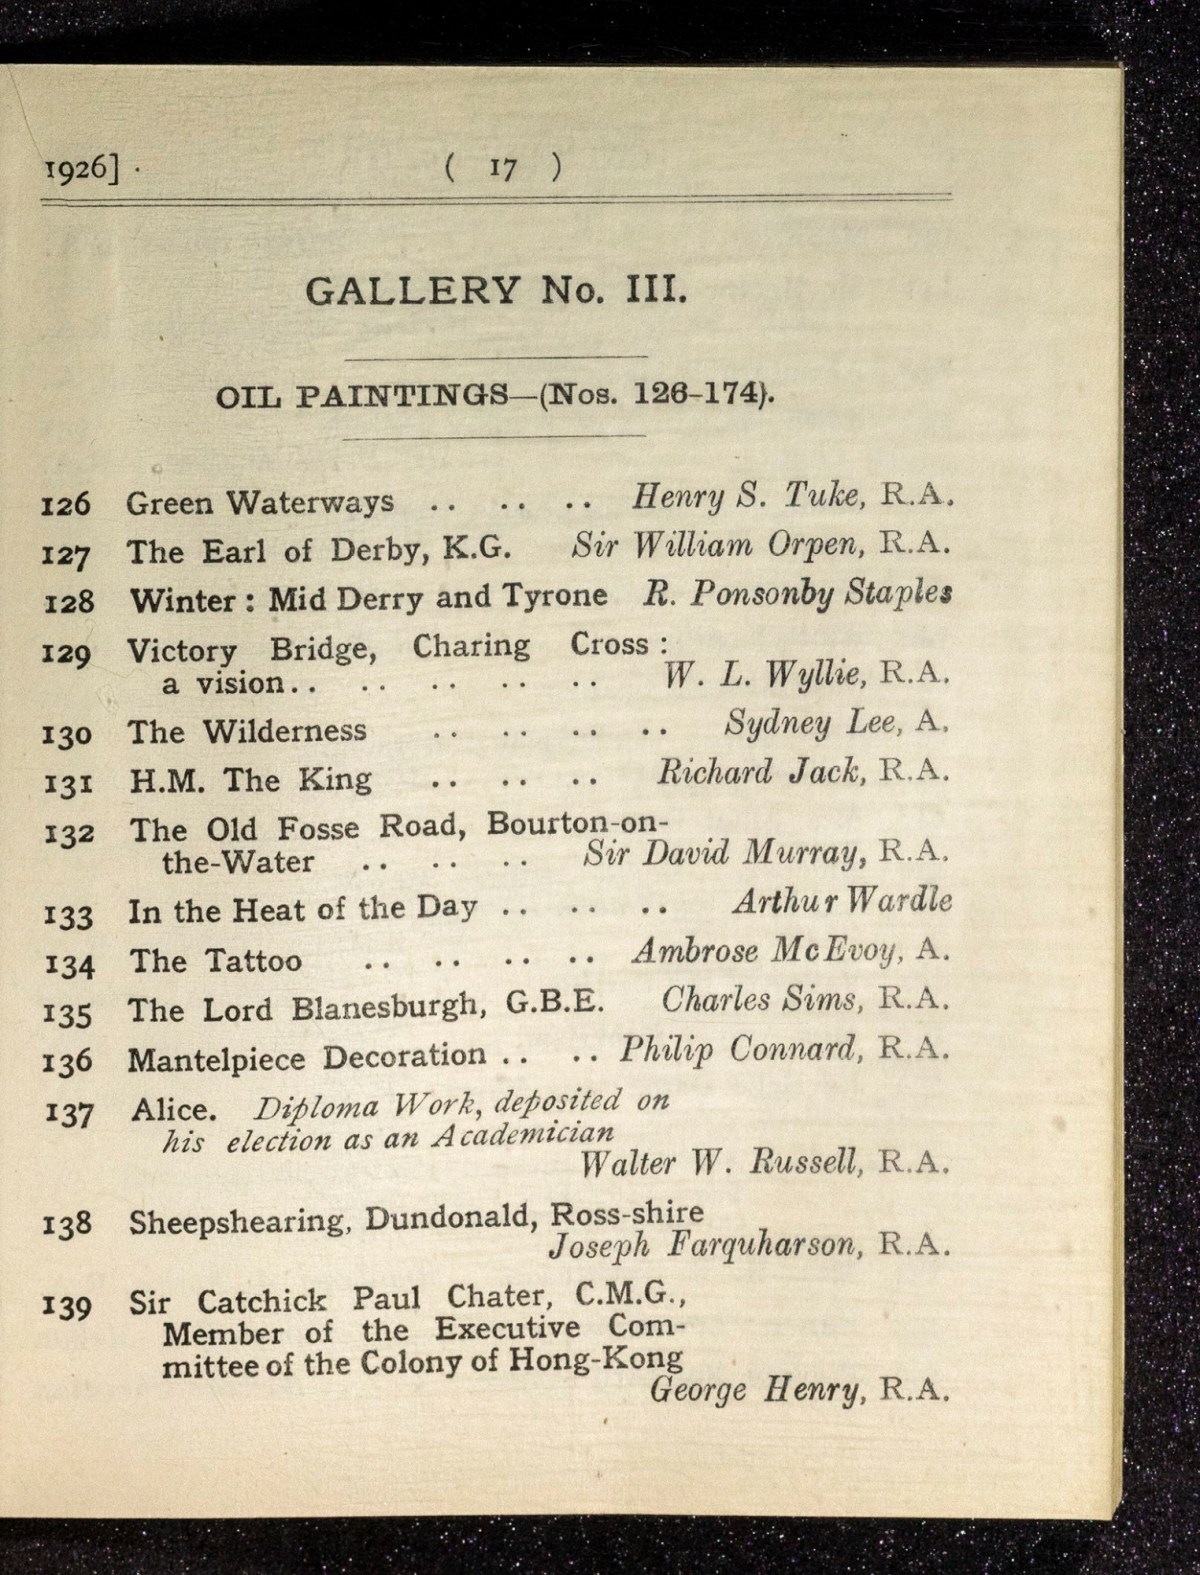 1926] ( 17 )
GALLERY No. III.
OIL PAINTINGS—(Nos. 126-174).
126 Green Waterways .. .. .. Henry S. Tuke, R.A.
127 The Earl of Derby, K.G. Sir William Orpen, R.A.
128 Winter: Mid Derry and Tyrone R. Ponsonby Staples
129 Victory Bridge, Charing Cross:
a vision.. .. .. .. .. W. L. Wyllie, R.A.
130 The Wilderness .. .. .. .. Sydney Lee, A.
131 H.M. The King .. .. .. Richard Jack, R.A.
132 The Old Fosse Road, Bourton-on-
the-Water .. .. .. Sir David Murray, R.A.
133 In the Heat of the Day .. .. .. Arthur Wardle
134 The Tattoo .. .. .. .. Ambrose McEvoy, A.
135 The Lord Blanesburgh, G.B.E. Charles Sims, R.A.
136 Mantelpiece Decoration .. .. Philip Connard, R.A.
137 Alice. Diploma Work, deposited on
his election as an Academician
Walter W. Russell, R.A.
138 Sheepshearing, Dundonald, Ross-shire
Joseph Farquharson, R.A.
139 Sir Catchick Paul Chater, C.M.G.,
Member of the Executive Com-
mittee of the Colony of Hong-Kong
George Henry, R.A.